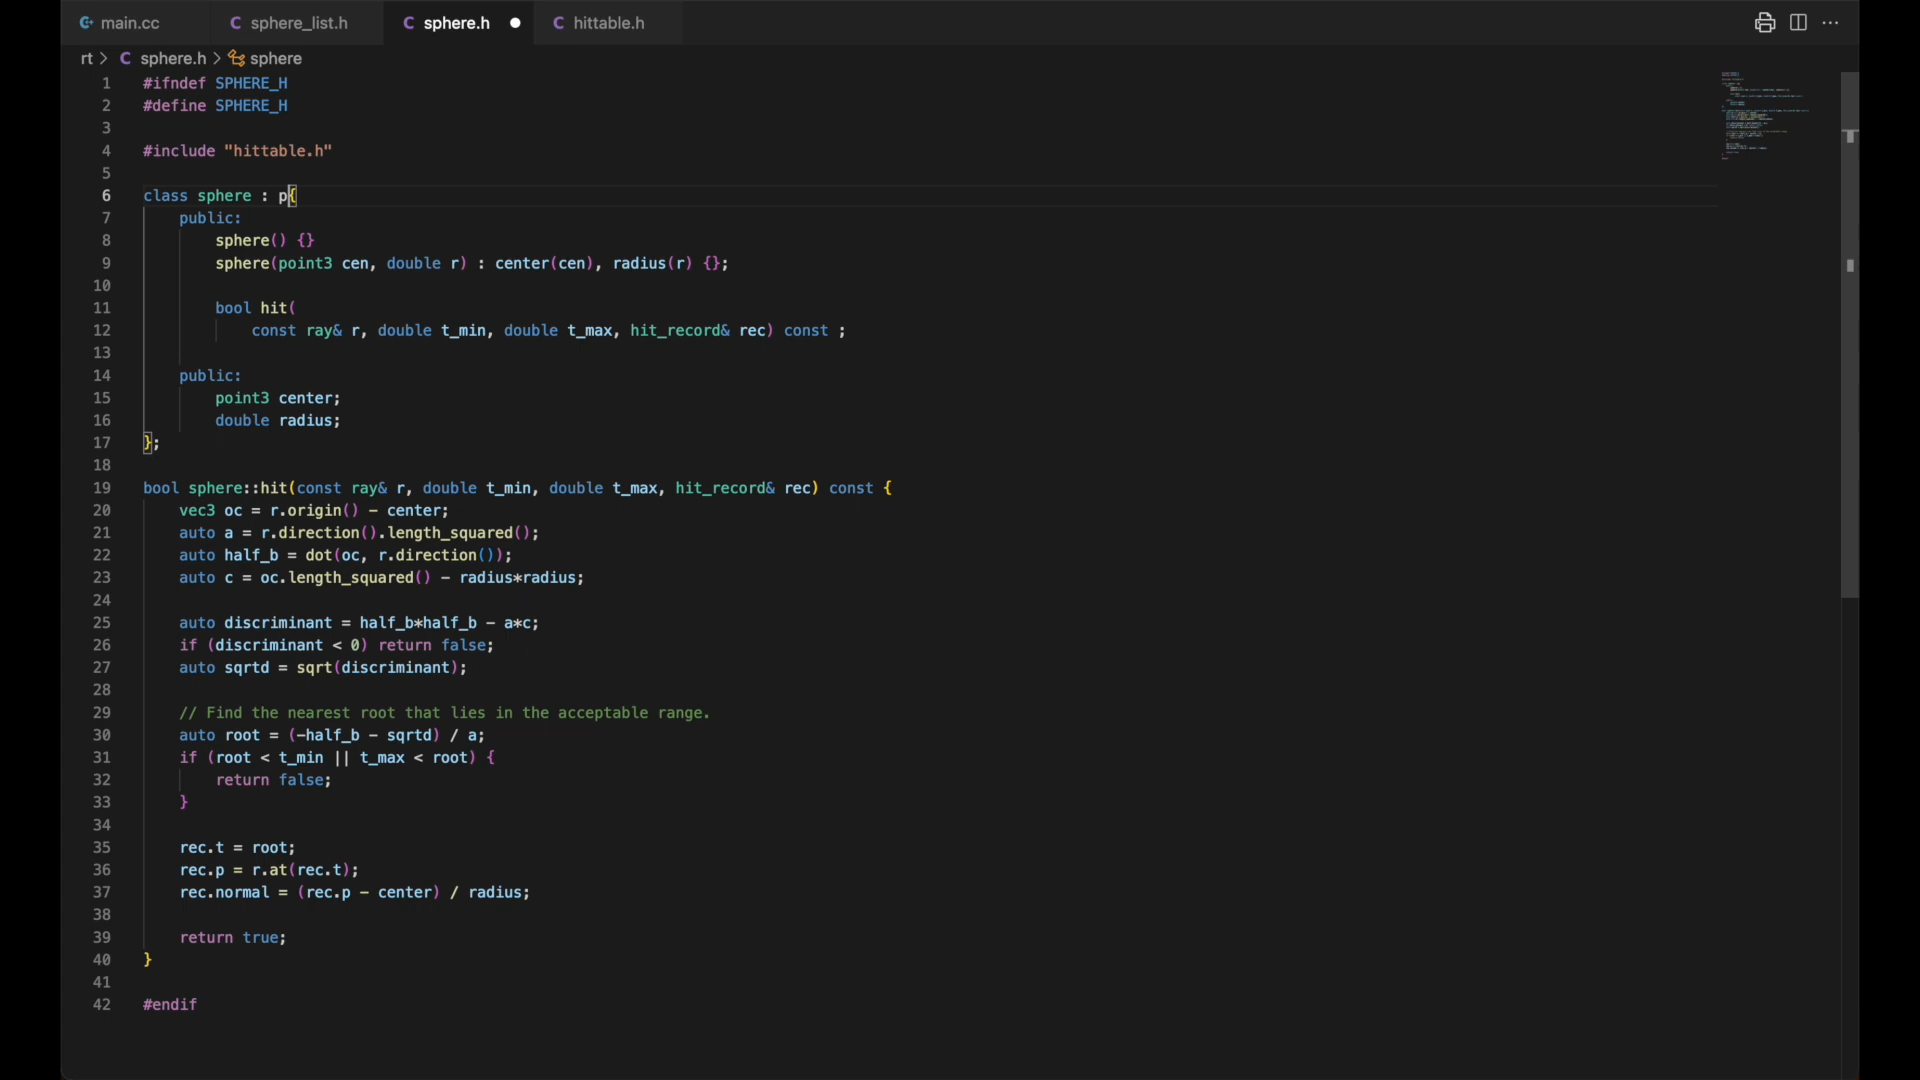 main.cc sphere_list.h sphere.h hittable.h
rt > sphere.h > sphere
1 #ifndef SPHERE_H
2 #define SPHERE_H
3
4 #include "hittable.h"
5
6 class sphere : p{
7 public:
8 sphere() {}
9 sphere(point3 cen, double r) : center(cen), radius(r) {};
10
11 bool hit(
12 const ray& r, double t_min, double t_max, hit_record& rec) const ;
13
14 public:
15 point3 center;
16 double radius;
17 };
18
19 bool sphere::hit(const ray& r, double t_min, double t_max, hit_record& rec) const {
20 vec3 oc = r.origin() - center;
21 auto a = r.direction().length_squared();
22 auto half_b = dot(oc, r.direction());
23 auto c = oc.length_squared() - radius*radius;
24
25 auto discriminant = half_b*half_b - a*c;
26 if (discriminant < 0) return false;
27 auto sqrtd = sqrt(discriminant);
28
29 // Find the nearest root that lies in the acceptable range.
30 auto root = (-half_b - sqrtd) / a;
31 if (root < t_min || t_max < root) {
32 return false;
33 }
34
35 rec.t = root;
36 rec.p = r.at(rec.t);
37 rec.normal = (rec.p - center) / radius;
38
39 return true;
40 }
41
42 #endif